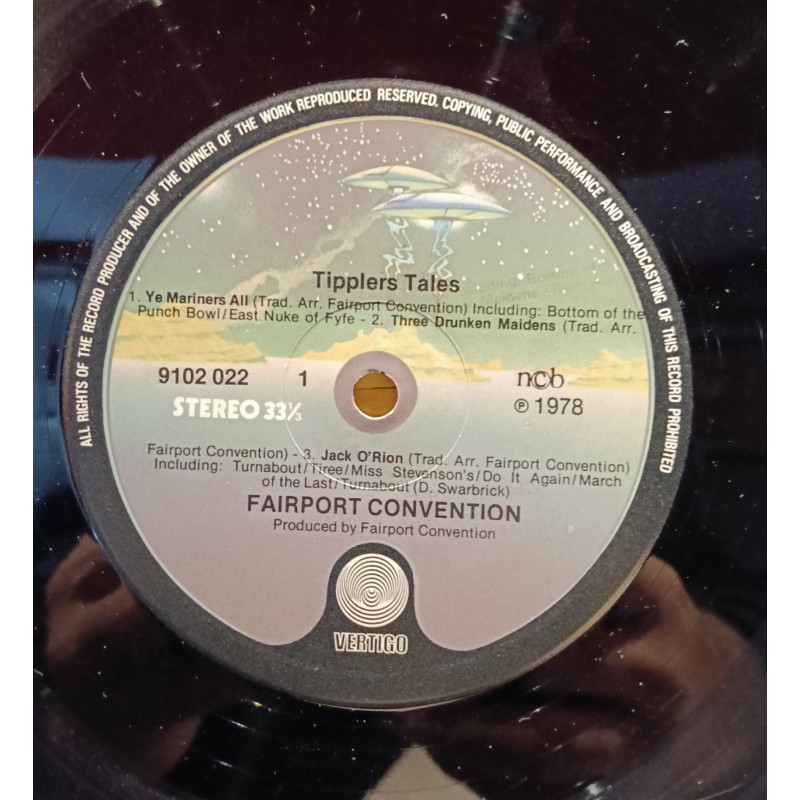 ALL RIGHTS OF THE RECORD PRODUCER AND OF THE OWNER OF THE WORK REPRODUCED RESERVED. COPYING, PUBLIC PERFORMANCE AND BROADCASTING OF THIS RECORD PROHIBITED
Tipplers Tales
1. Ye Mariners All (Trad. Arr. Fairport Convention) Including: Bottom of the
Punch Bowl/East Nuke of Fyfe - 2. Three Drunken Maidens (Trad. Arr.
9102 022 1
ncb
STEREO 33⅓
℗ 1978
Fairport Convention) - 3. Jack O'Rion (Trad. Arr. Fairport Convention)
Including: Turnabout/Tiree/Miss Stevenson's/Do It Again/March
of the Last/Turnabout (D. Swarbrick)
FAIRPORT CONVENTION
Produced by Fairport Convention
VERTIGO